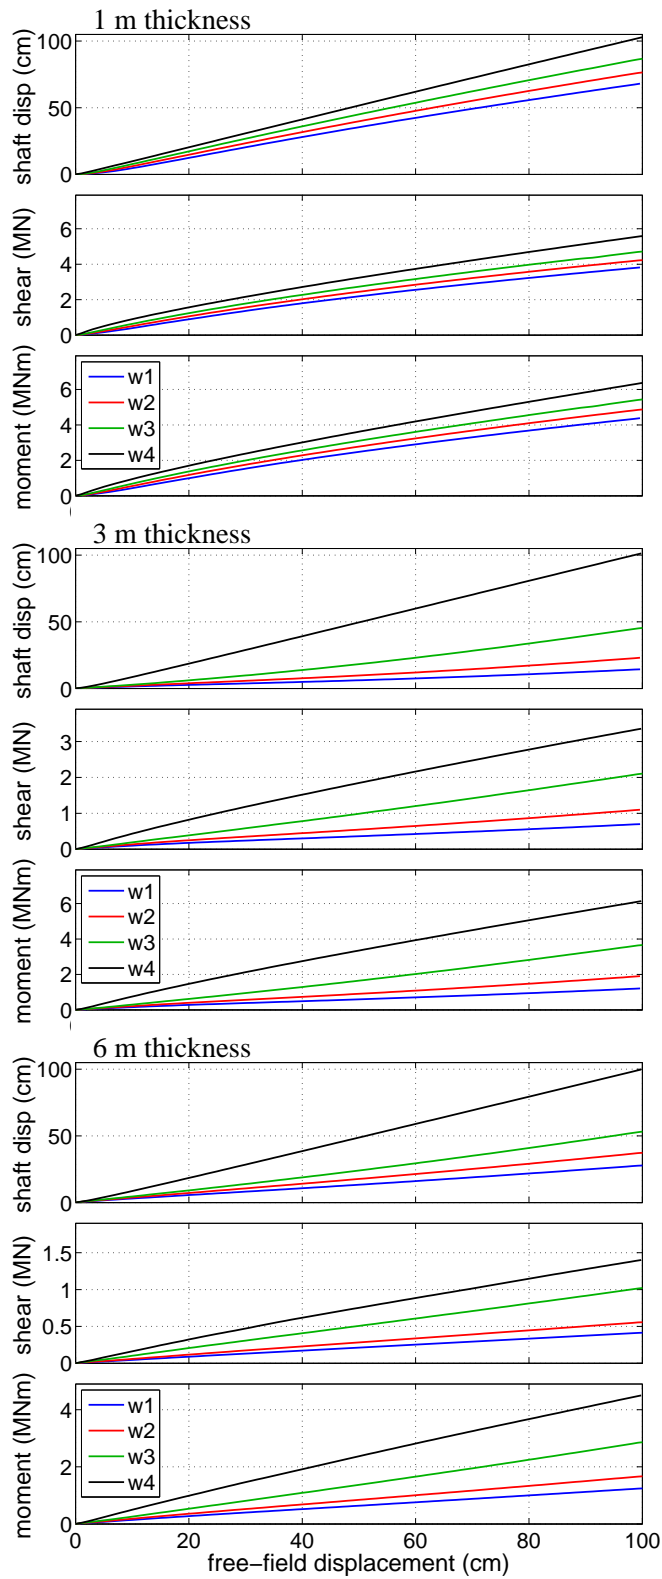 1 m thickness
shaft disp (cm)
100
50
0
shear (MN)
6
4
2
0
moment (MNm)
6
4
2
0
w1
w2
w3
w4
3 m thickness
shaft disp (cm)
100
50
0
shear (MN)
3
2
1
0
moment (MNm)
6
4
2
0
w1
w2
w3
w4
6 m thickness
shaft disp (cm)
100
50
0
shear (MN)
1.5
1
0.5
0
moment (MNm)
4
2
0
w1
w2
w3
w4
0 20 40 60 80 100
free-field displacement (cm)